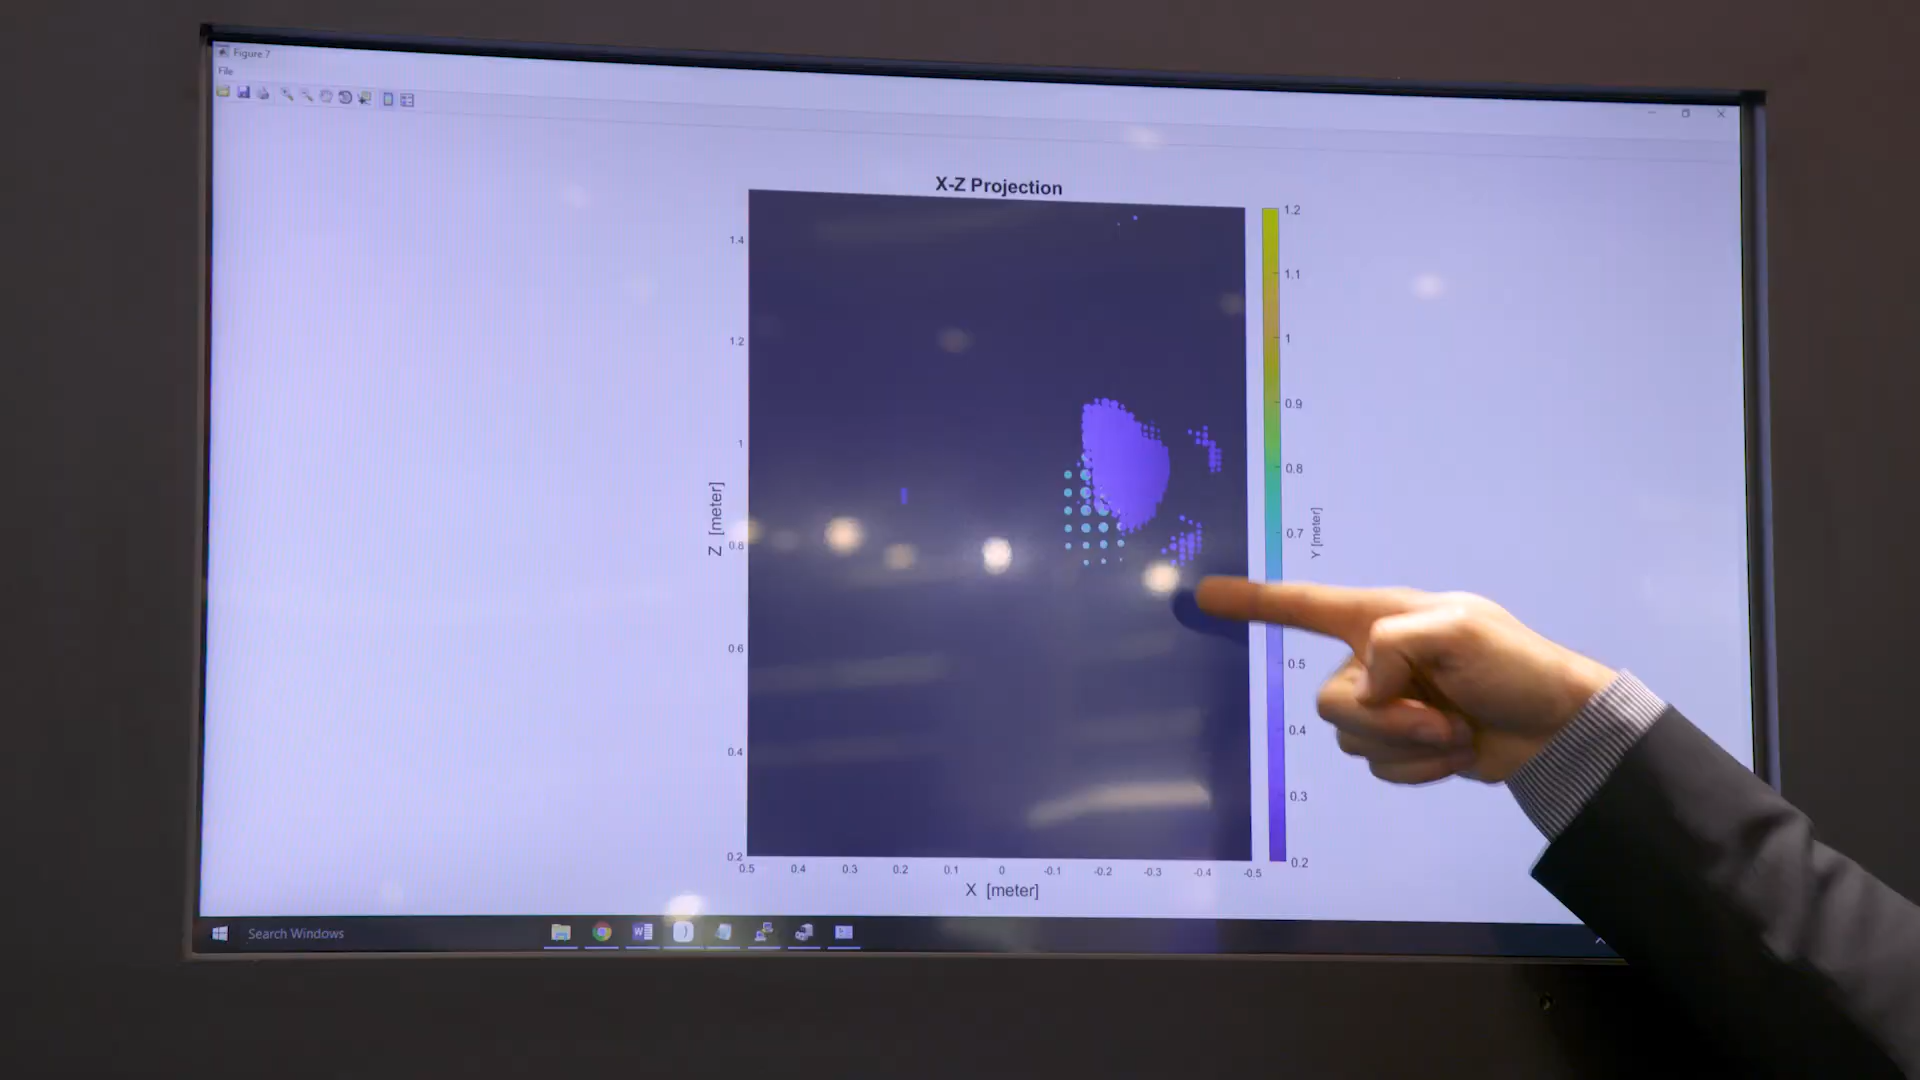 Figure 7
File
X-Z Projection
1.4
1.2
1
0.8
0.6
0.4
0.2
Z [meter]
0.5 0.4 0.3 0.2 0.1 0 -0.1 -0.2 -0.3 -0.4 -0.5
X [meter]
1.2
1.1
1
0.9
0.8
0.7
0.5
0.4
0.3
0.2
Y [meter]
Search Windows